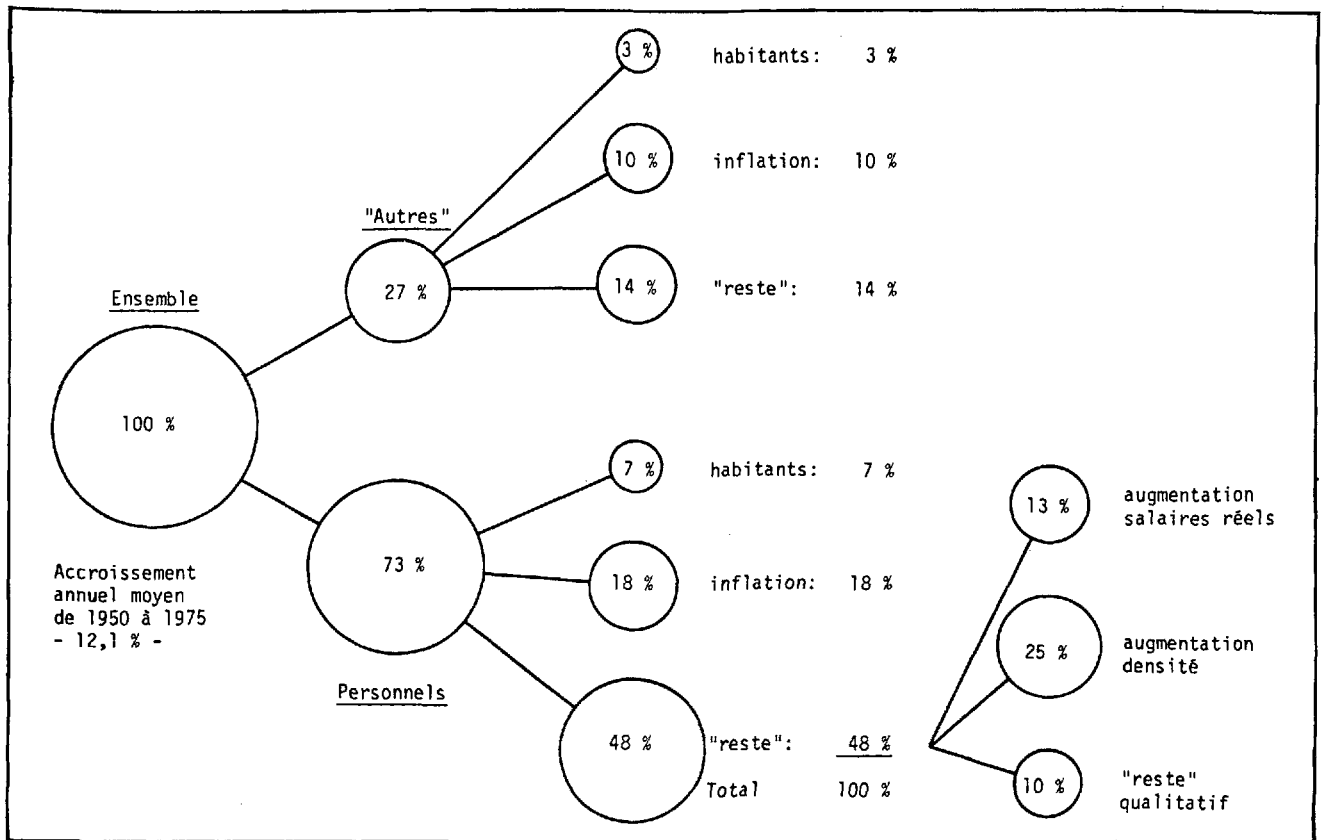 3 % habitants: 3 %
10 % inflation: 10 %
"Autres"
27 %
14 % "reste": 14 %
Ensemble
100 %
Accroissement
annuel moyen
de 1950 à 1975
- 12,1 % -
7 % habitants: 7 %
73 %
18 % inflation: 18 %
Personnels
48 % "reste": 48 %
Total 100 %
13 %
augmentation
salaires réels
25 %
augmentation
densité
10 %
"reste"
qualitatif